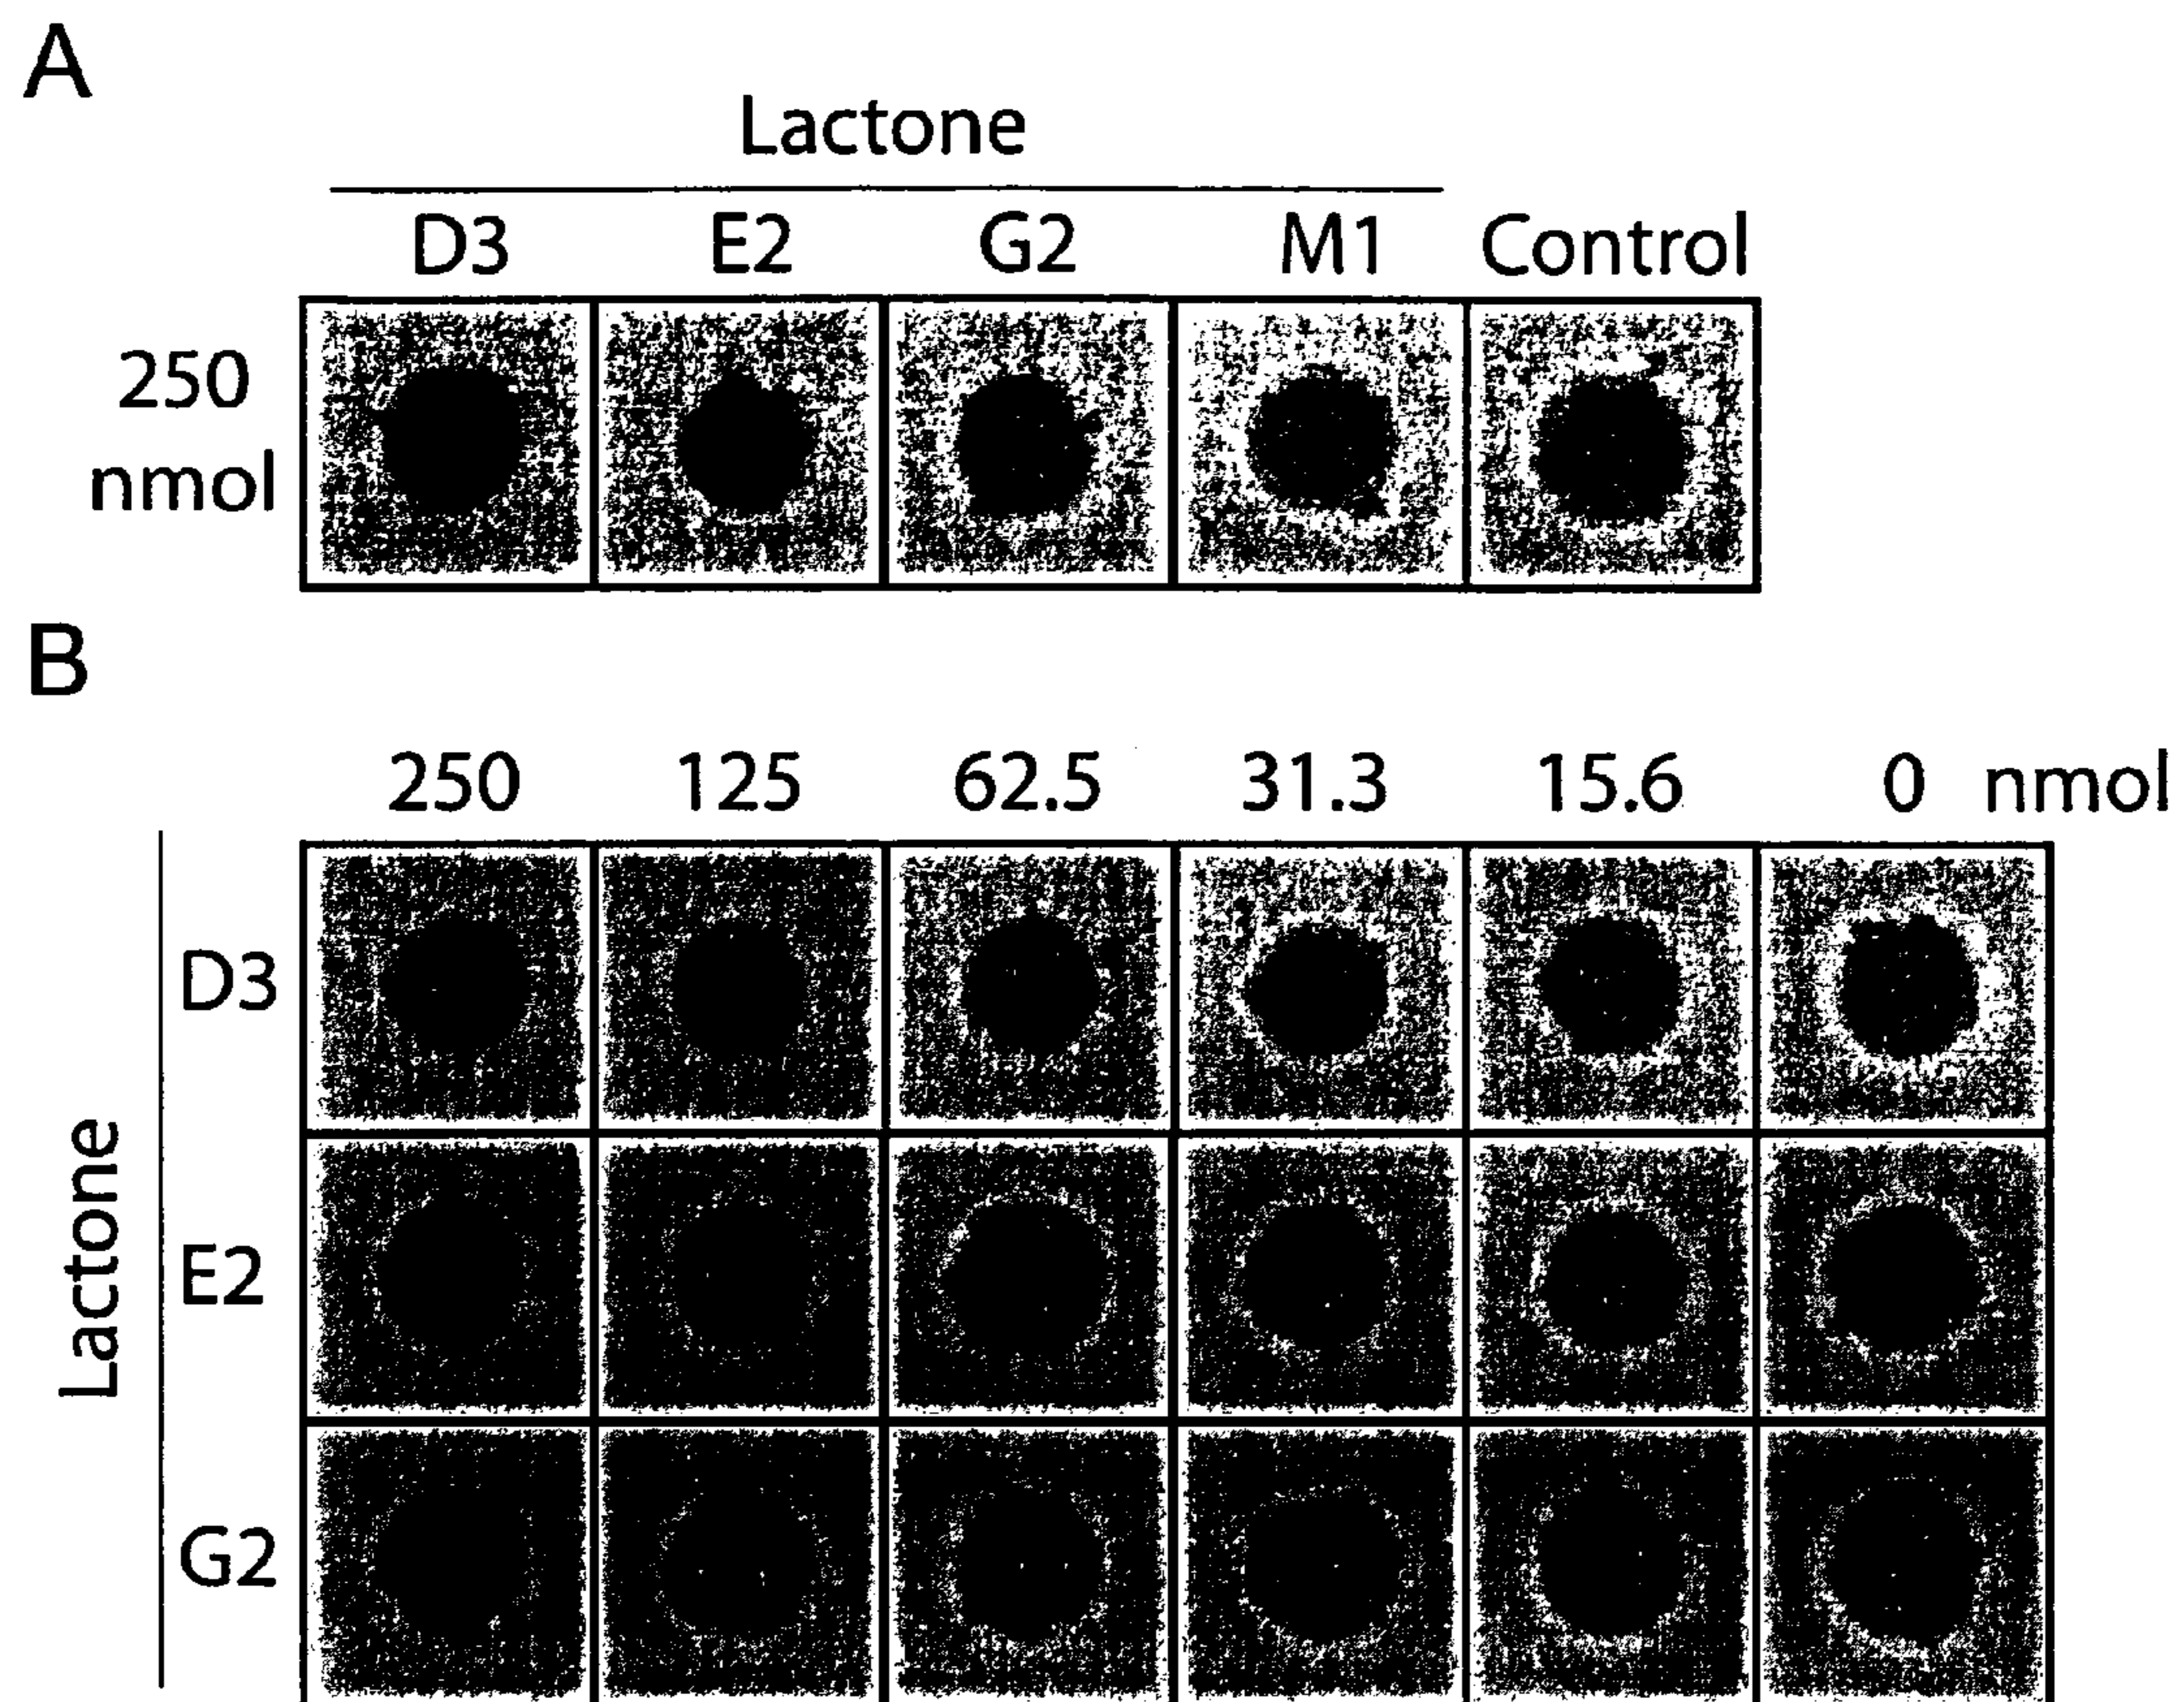 A
Lactone
D3 E2 G2 M1 Control
250
nmol
B
250 125 62.5 31.3 15.6 0 nmol
Lactone
D3
E2
G2